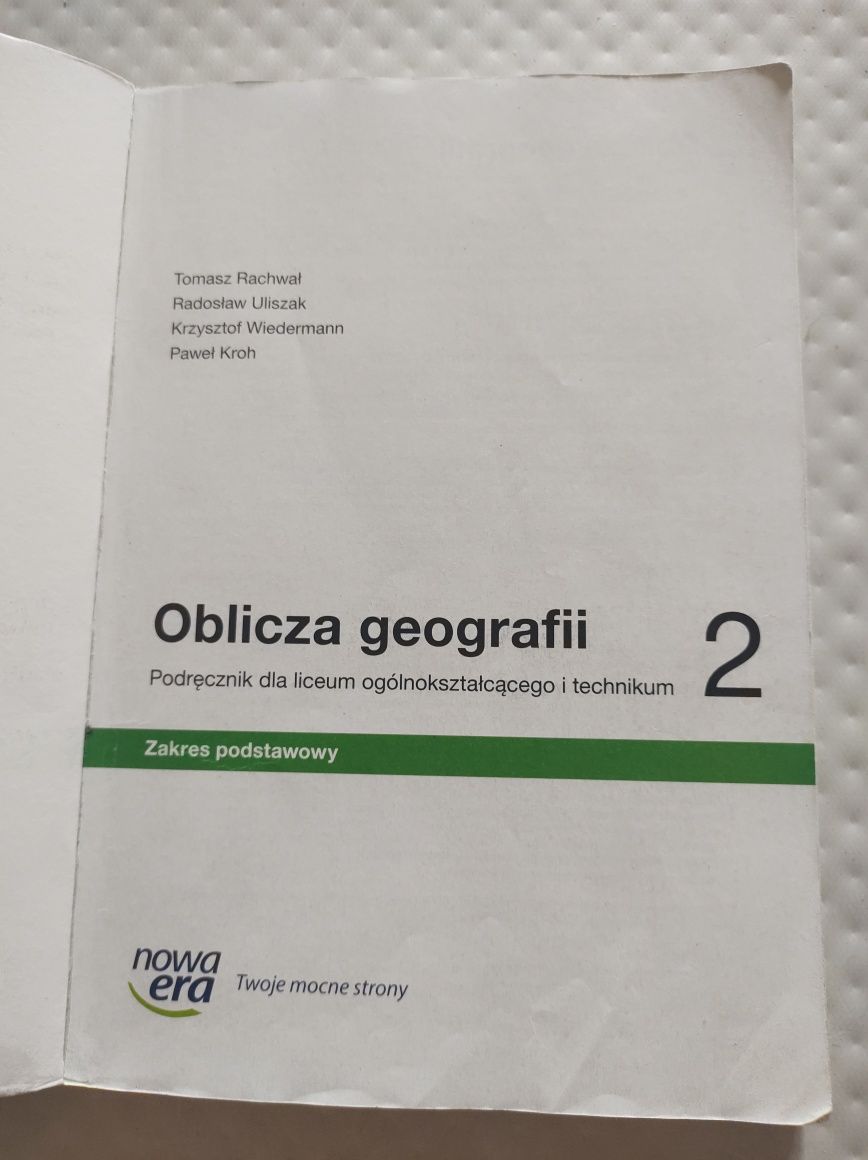 Tomasz Rachwał
Radosław Uliszak
Krzysztof Wiedermann
Paweł Kroh
Oblicza geografii 2
Podręcznik dla liceum ogólnokształcącego i technikum
Zakres podstawowy
nowa
era
Twoje mocne strony